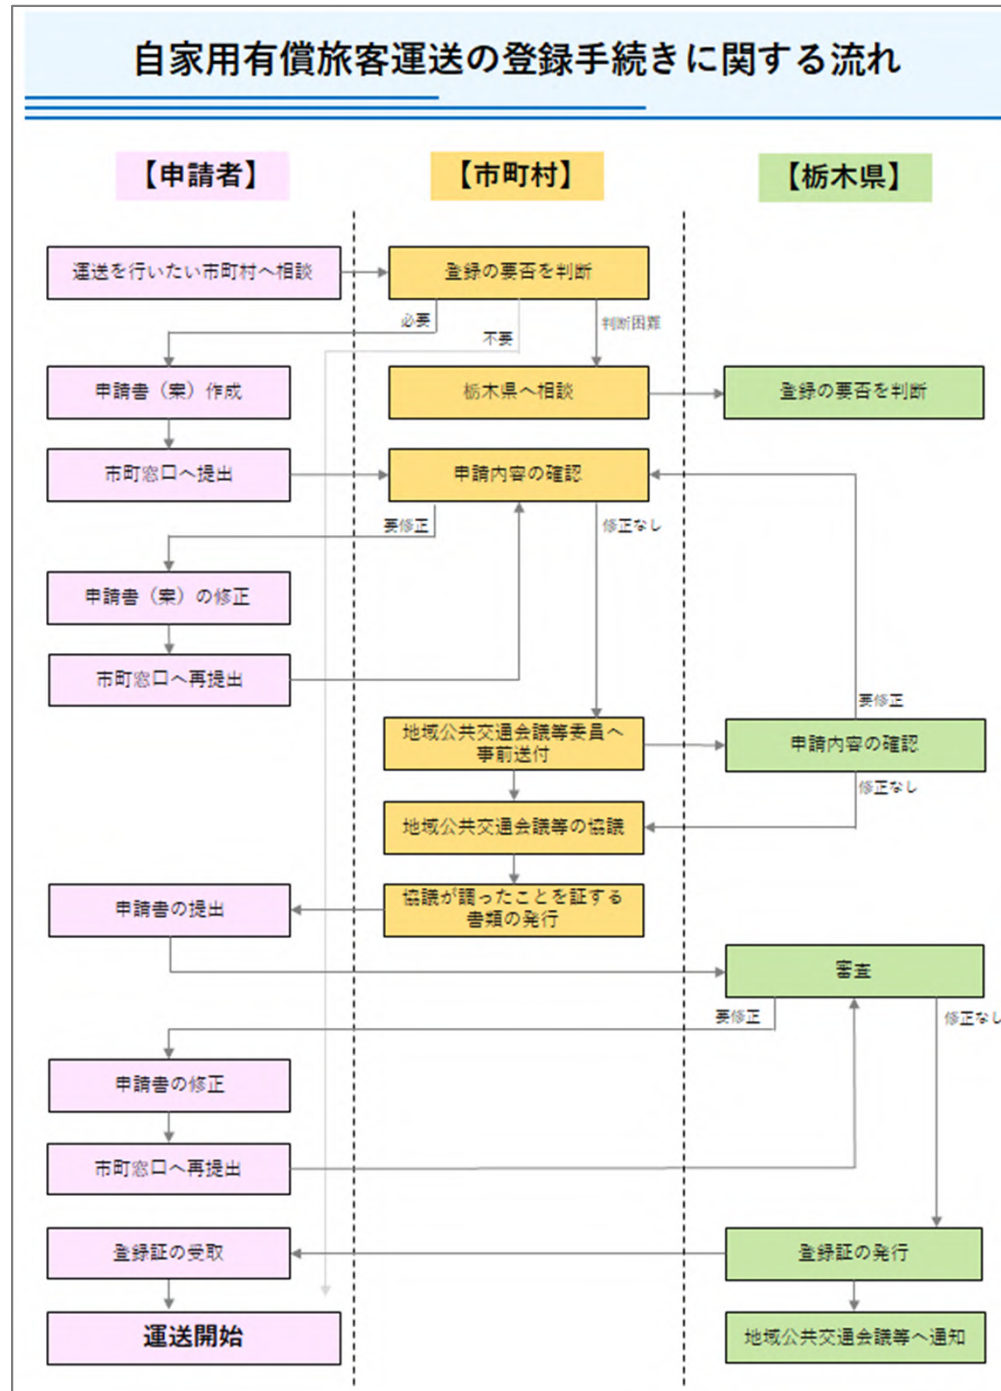 自家用有償旅客運送の登録手続きに関する流れ
【申請者】
【市町村】
【栃木県】
運送を行いたい市町村へ相談
登録の要否を判断
必要
不要
判断困難
申請書（案）作成
栃木県へ相談
登録の要否を判断
市町窓口へ提出
申請内容の確認
要修正
修正なし
申請書（案）の修正
市町窓口へ再提出
要修正
地域公共交通会議等委員へ
事前送付
申請内容の確認
修正なし
地域公共交通会議等の協議
申請書の提出
協議が調ったことを証する
書類の発行
審査
要修正
修正なし
申請書の修正
市町窓口へ再提出
登録証の受取
登録証の発行
運送開始
地域公共交通会議等へ通知